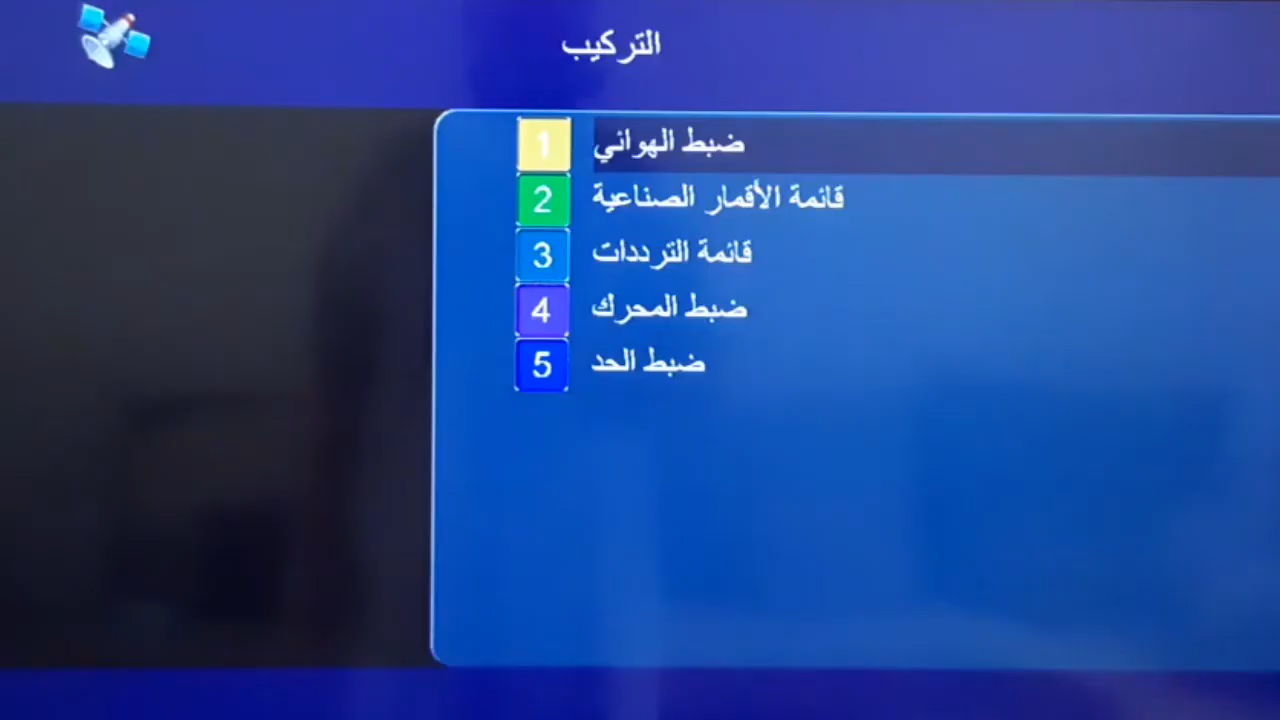 التركيب
1 ضبط الهوائي
2 قائمة الأقمار الصناعية
3 قائمة الترددات
4 ضبط المحرك
5 ضبط الحد